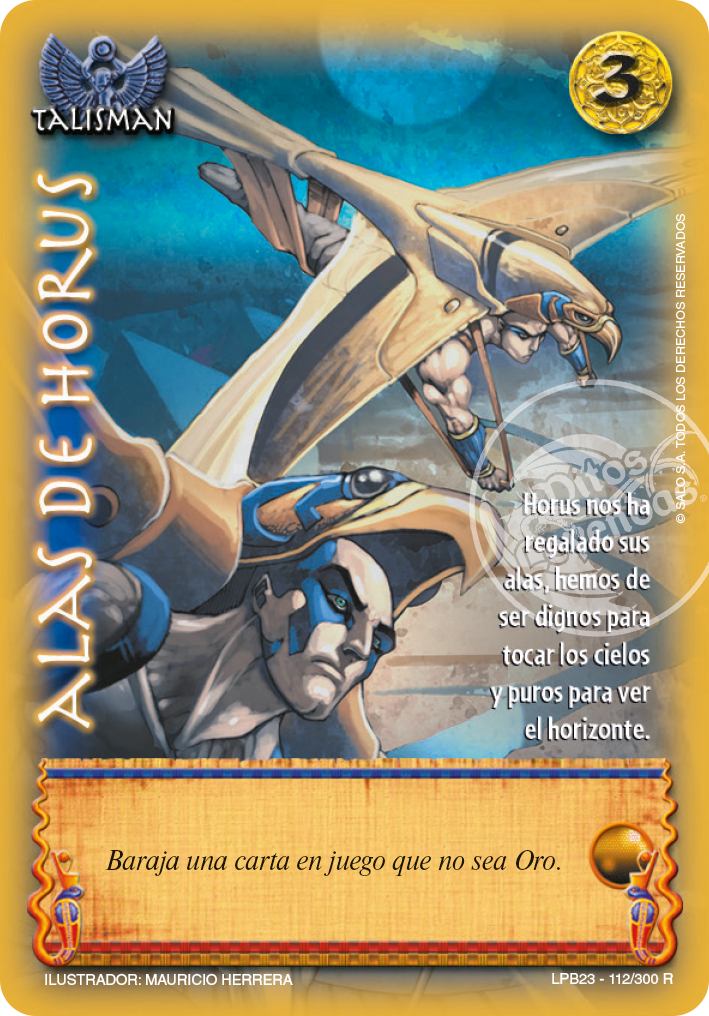 TALISMAN
3
ALAS DE HORUS
© SALO S.A. TODOS LOS DERECHOS RESERVADOS
Mitos
Leyendas
®
Horus nos ha
regalado sus
alas, hemos de
ser dignos para
tocar los cielos
y puros para ver
el horizonte.
Baraja una carta en juego que no sea Oro.
ILUSTRADOR: MAURICIO HERRERA
LPB23 - 112/300 R